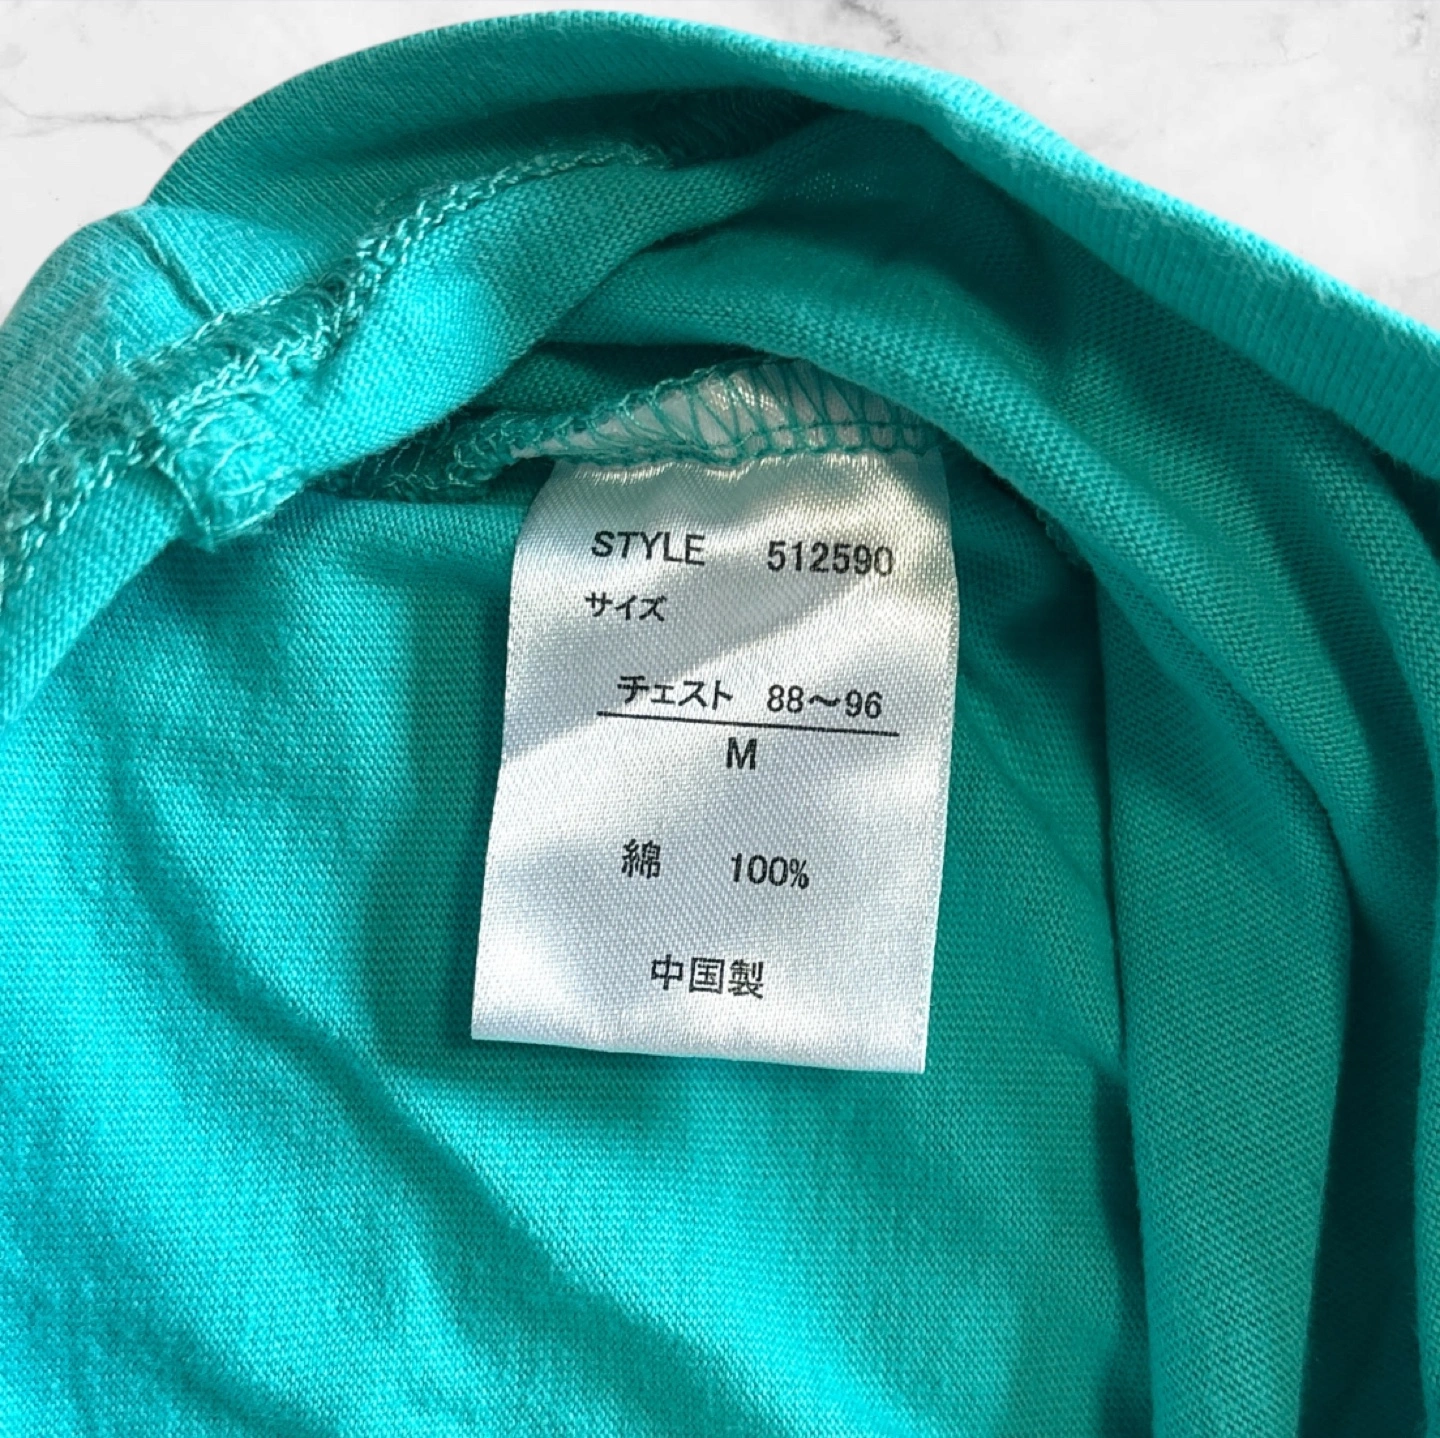 STYLE 512590
サイズ
チェスト 88～96
M
綿 100%
中国製